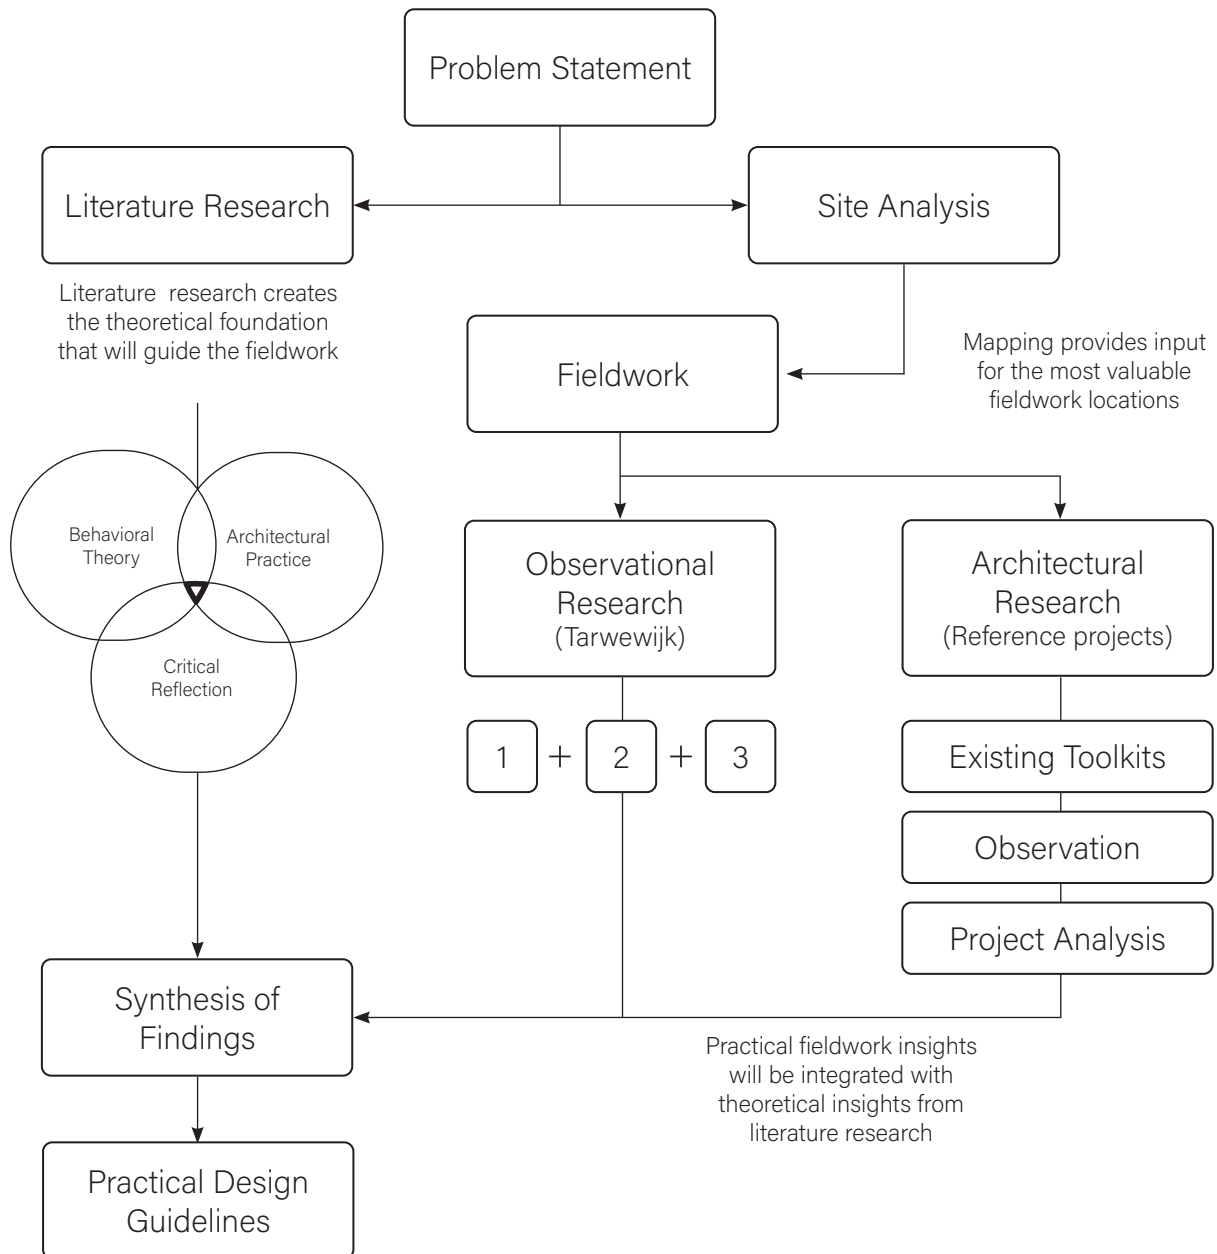 Problem Statement
Literature Research
Site Analysis
Literature research creates
the theoretical foundation
that will guide the fieldwork
Fieldwork
Mapping provides input
for the most valuable
fieldwork locations
Behavioral
Theory
Architectural
Practice
Critical
Reflection
Observational
Research
(Tarwewijk)
Architectural
Research
(Reference projects)
1 + 2 + 3
Existing Toolkits
Observation
Project Analysis
Synthesis of
Findings
Practical fieldwork insights
will be integrated with
theoretical insights from
literature research
Practical Design
Guidelines